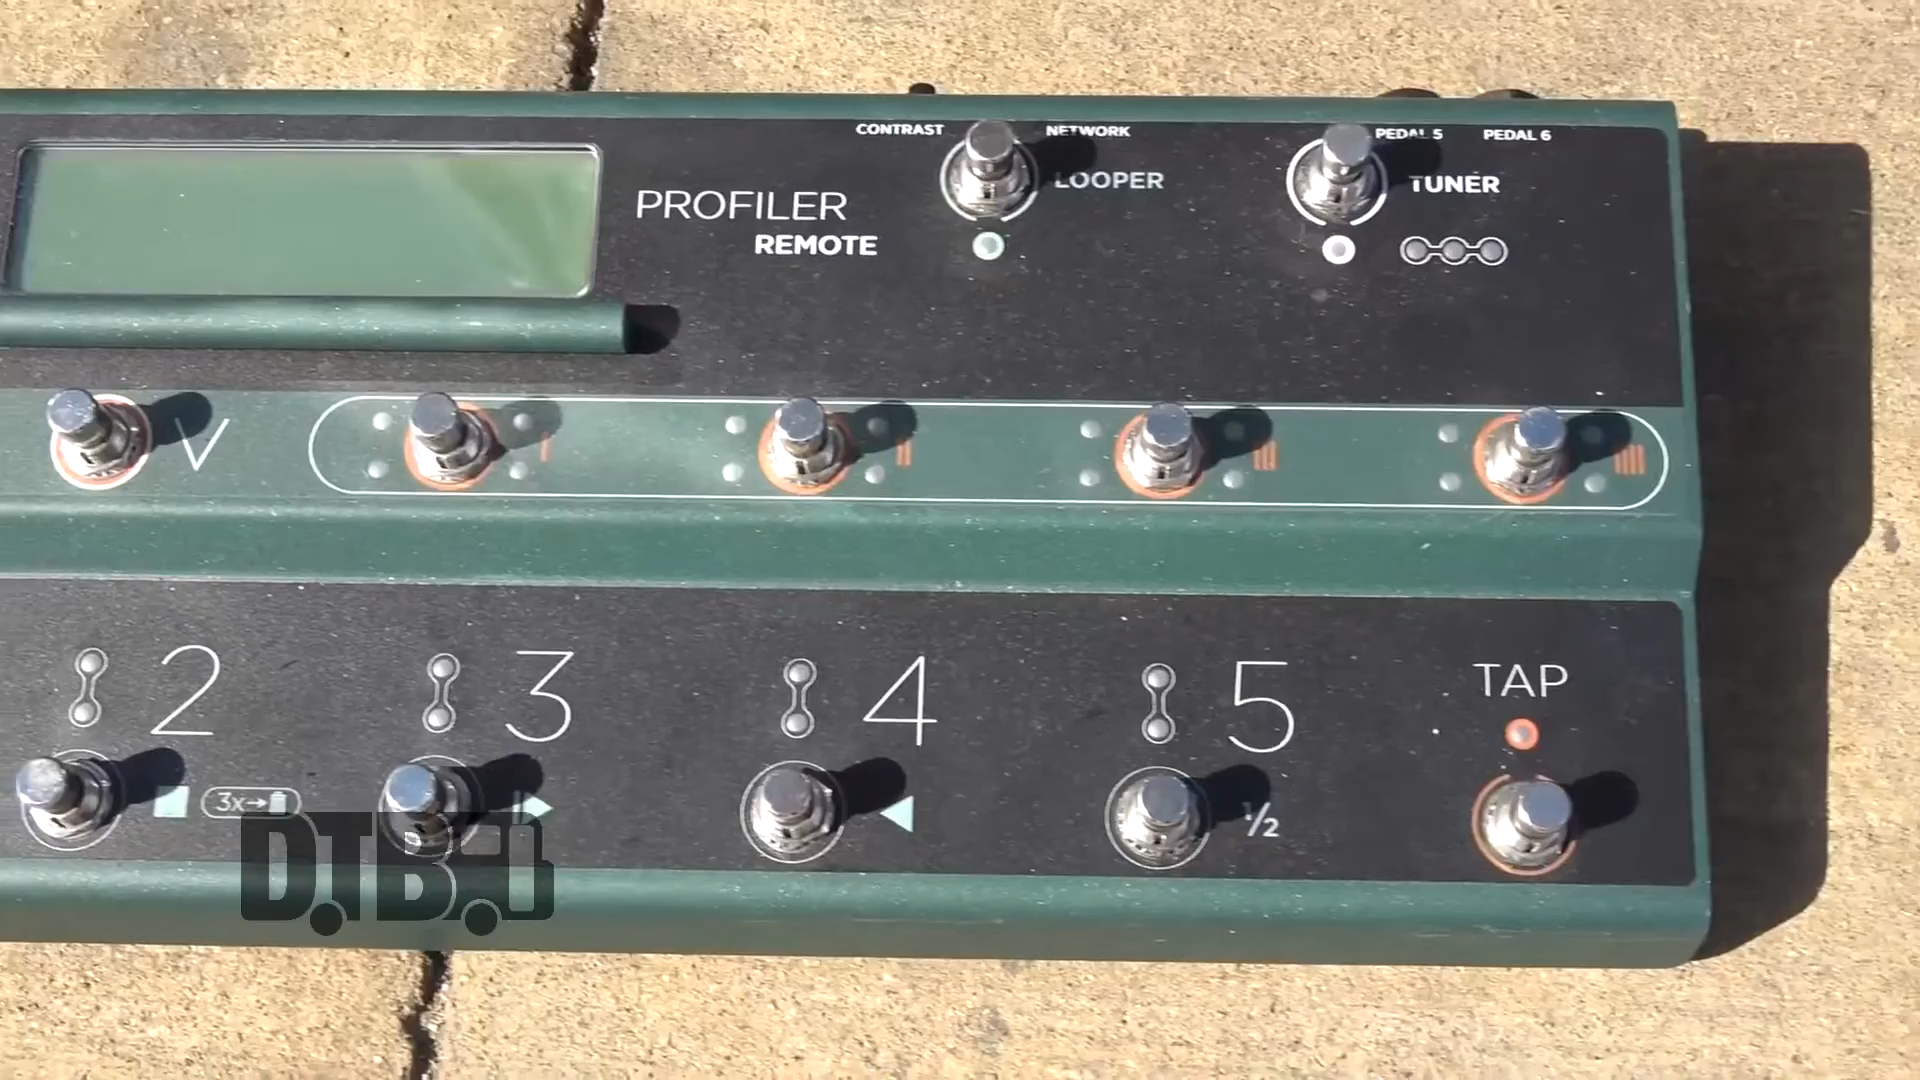 CONTRAST NETWORK PEDAL 5 PEDAL 6
LOOPER TUNER
PROFILER
REMOTE
I II III IIII
2 3 4 5 TAP
3x→ 1/2
DTB